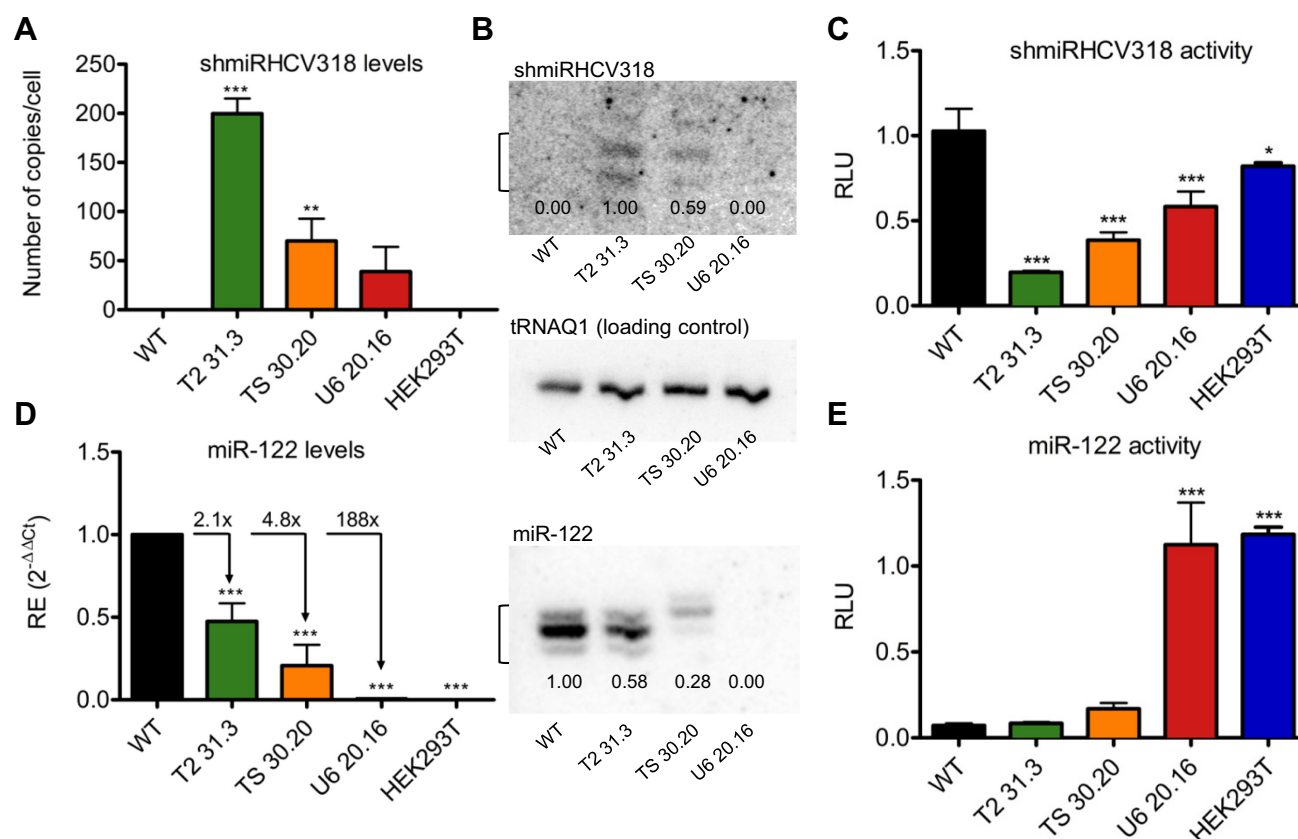 A
shmiRHCV318 levels
Number of copies/cell
250
200
150
100
50
0
***
**
WT
T2 31.3
TS 30.20
U6 20.16
HEK293T
B
shmiRHCV318
0.00 1.00 0.59 0.00
WT
T2 31.3
TS 30.20
U6 20.16
tRNAQ1 (loading control)
WT
T2 31.3
TS 30.20
U6 20.16
miR-122
1.00 0.58 0.28 0.00
WT
T2 31.3
TS 30.20
U6 20.16
C
shmiRHCV318 activity
RLU
1.5
1.0
0.5
0.0
***
***
***
*
WT
T2 31.3
TS 30.20
U6 20.16
HEK293T
D
miR-122 levels
RE (2-ΔΔCt)
1.5
1.0
0.5
0.0
2.1x 4.8x 188x
***
***
***
***
WT
T2 31.3
TS 30.20
U6 20.16
HEK293T
E
miR-122 activity
RLU
1.5
1.0
0.5
0.0
***
***
WT
T2 31.3
TS 30.20
U6 20.16
HEK293T